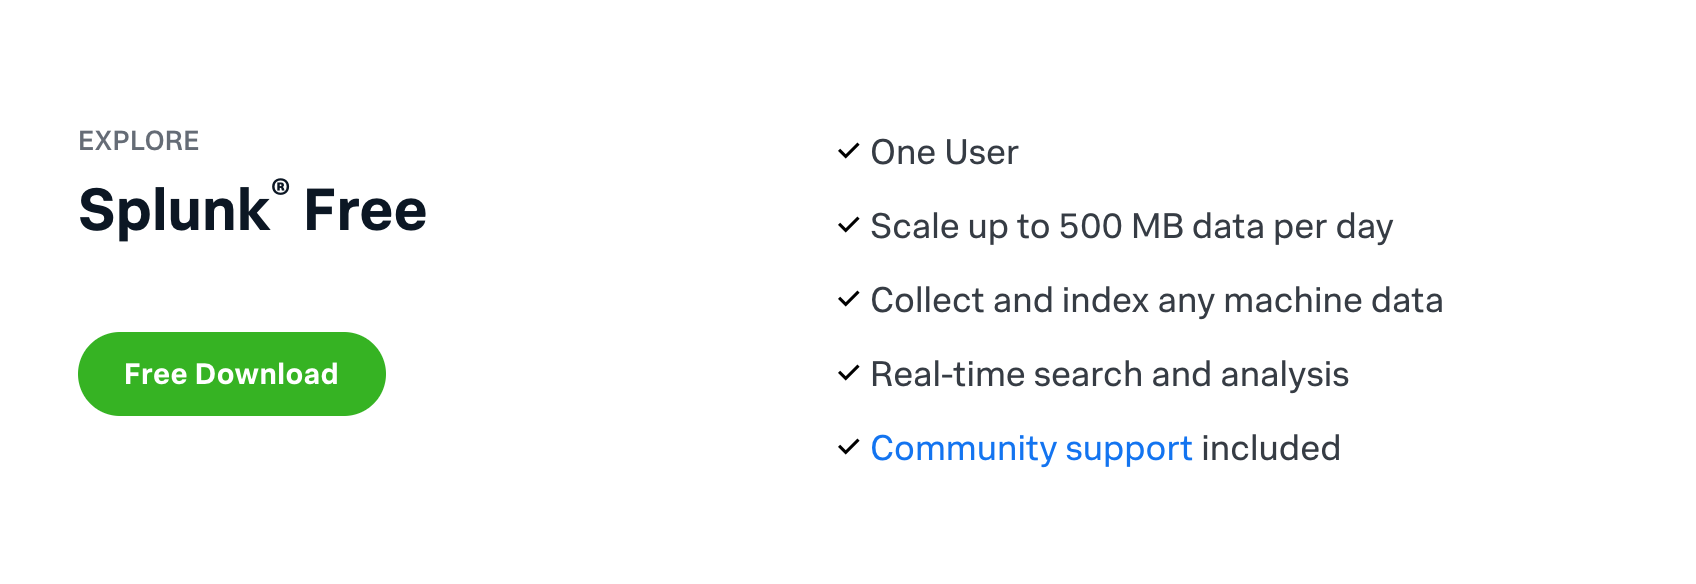 EXPLORE
Splunk® Free
Free Download
One User
Scale up to 500 MB data per day
Collect and index any machine data
Real-time search and analysis
Community support included